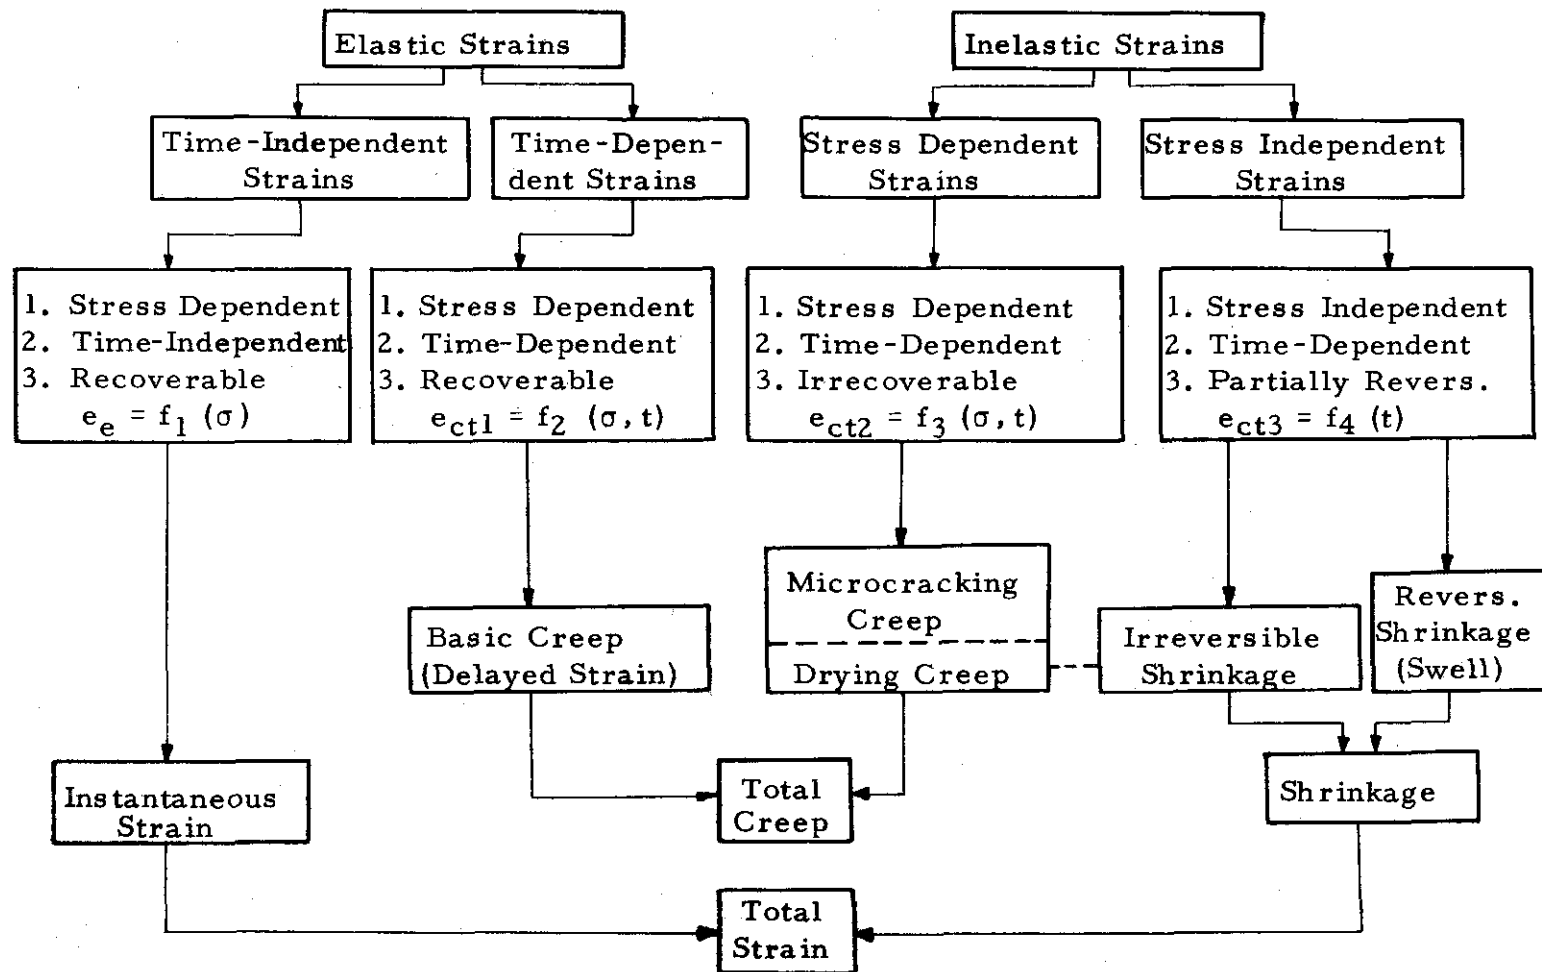 Elastic Strains
Inelastic Strains
Time-Independent
Strains
Time-Depen-
dent Strains
Stress Dependent
Strains
Stress Independent
Strains
1. Stress Dependent
2. Time-Independent
3. Recoverable
e_e = f_1 (σ)
1. Stress Dependent
2. Time-Dependent
3. Recoverable
e_ct1 = f_2 (σ, t)
1. Stress Dependent
2. Time-Dependent
3. Irrecoverable
e_ct2 = f_3 (σ, t)
1. Stress Independent
2. Time-Dependent
3. Partially Revers.
e_ct3 = f_4 (t)
Basic Creep
(Delayed Strain)
Microcracking
Creep
Drying Creep
Irreversible
Shrinkage
Revers.
Shrinkage
(Swell)
Instantaneous
Strain
Total
Creep
Shrinkage
Total
Strain